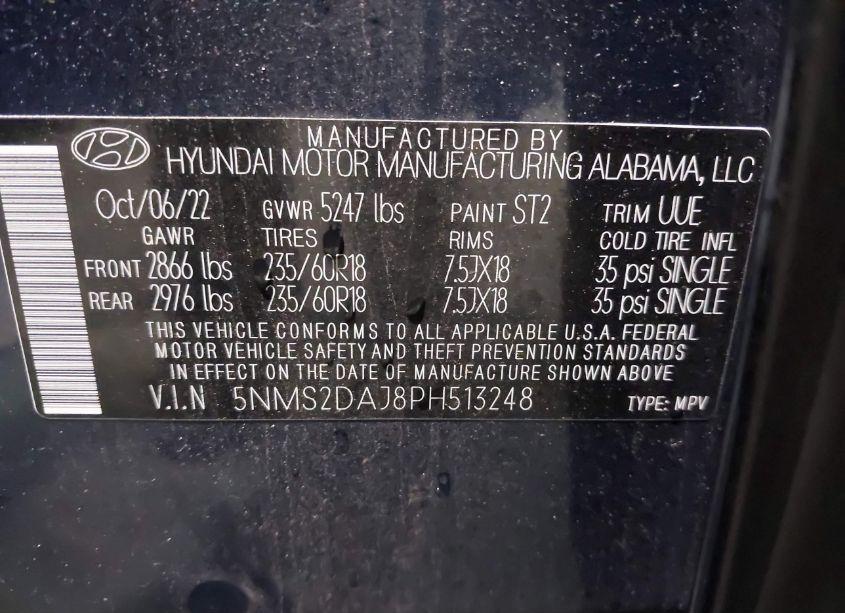 MANUFACTURED BY
HYUNDAI MOTOR MANUFACTURING ALABAMA, LLC
Oct/06/22 GVWR 5247 lbs PAINT ST2 TRIM UUE
GAWR TIRES RIMS COLD TIRE INFL
FRONT 2866 lbs 235/60R18 7.5JX18 35 psi SINGLE
REAR 2976 lbs 235/60R18 7.5JX18 35 psi SINGLE
THIS VEHICLE CONFORMS TO ALL APPLICABLE U.S.A. FEDERAL
MOTOR VEHICLE SAFETY AND THEFT PREVENTION STANDARDS
IN EFFECT ON THE DATE OF MANUFACTURE SHOWN ABOVE
V.I.N 5NMS2DAJ8PH513248 TYPE: MPV